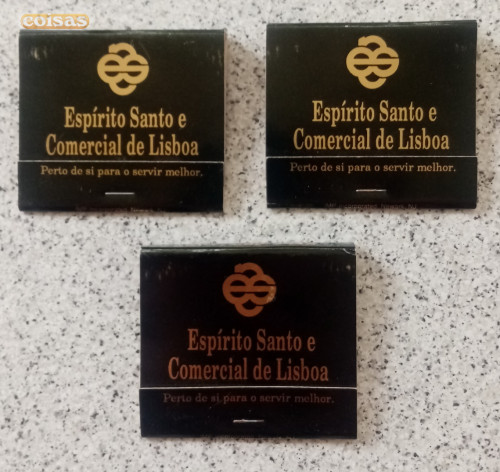 coisas
Espírito Santo e
Comercial de Lisboa
Perto de si para o servir melhor.
Espírito Santo e
Comercial de Lisboa
Perto de si para o servir melhor.
Espírito Santo e
Comercial de Lisboa
Perto de si para o servir melhor.